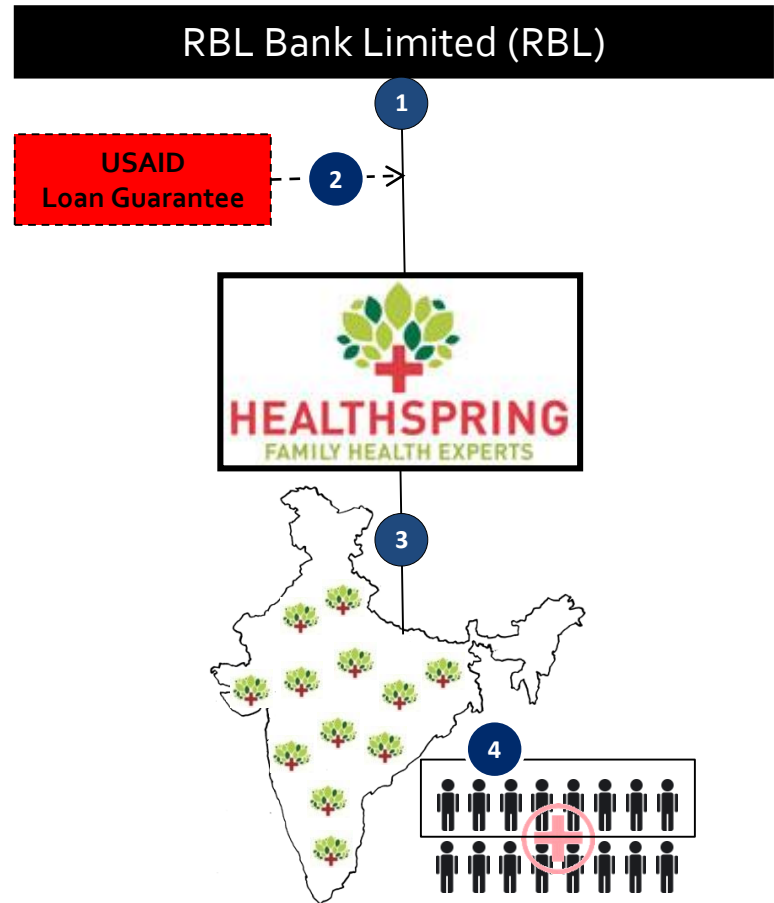 RBL Bank Limited (RBL)
1
USAID
Loan Guarantee
2
HEALTHSPRING
FAMILY HEALTH EXPERTS
3
4